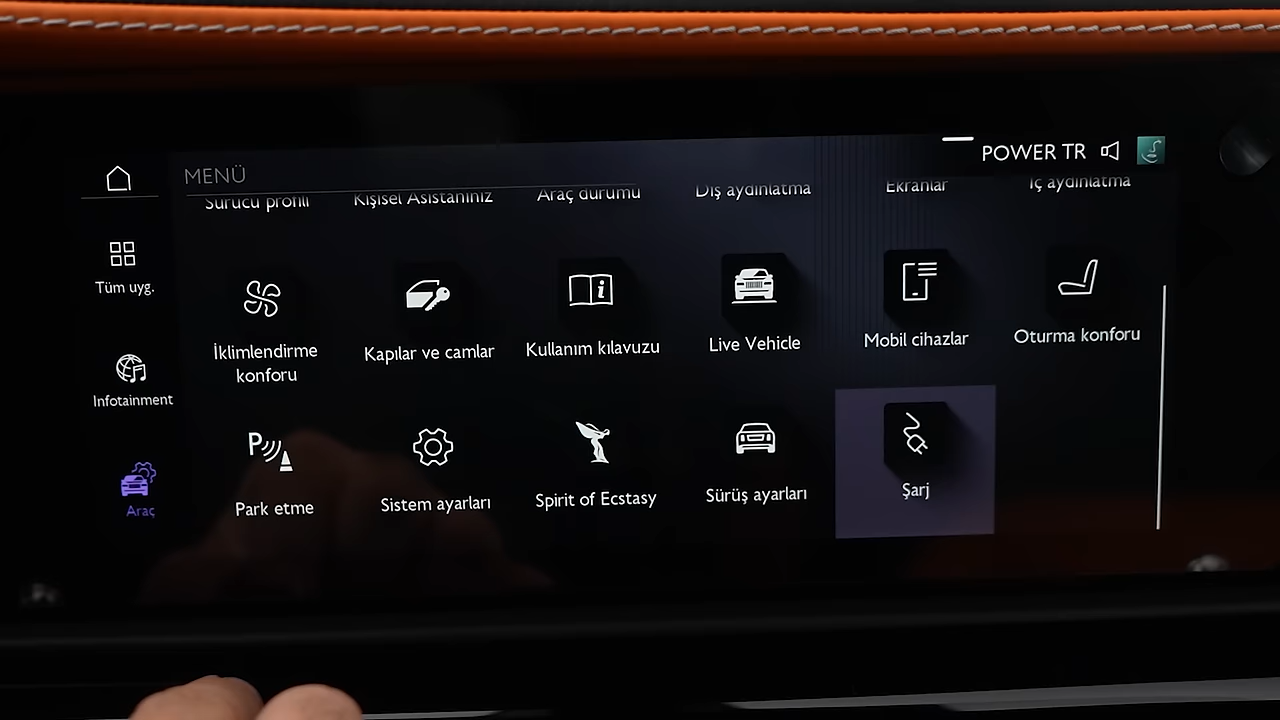 POWER TR
MENÜ
Sürücü profili
Kişisel Asistanınız
Araç durumu
Dış aydınlatma
Ekranlar
İç aydınlatma
Tüm uyg.
Infotainment
Araç
İklimlendirme
konforu
Kapılar ve camlar
Kullanım kılavuzu
Live Vehicle
Mobil cihazlar
Oturma konforu
Park etme
Sistem ayarları
Spirit of Ecstasy
Sürüş ayarları
Şarj